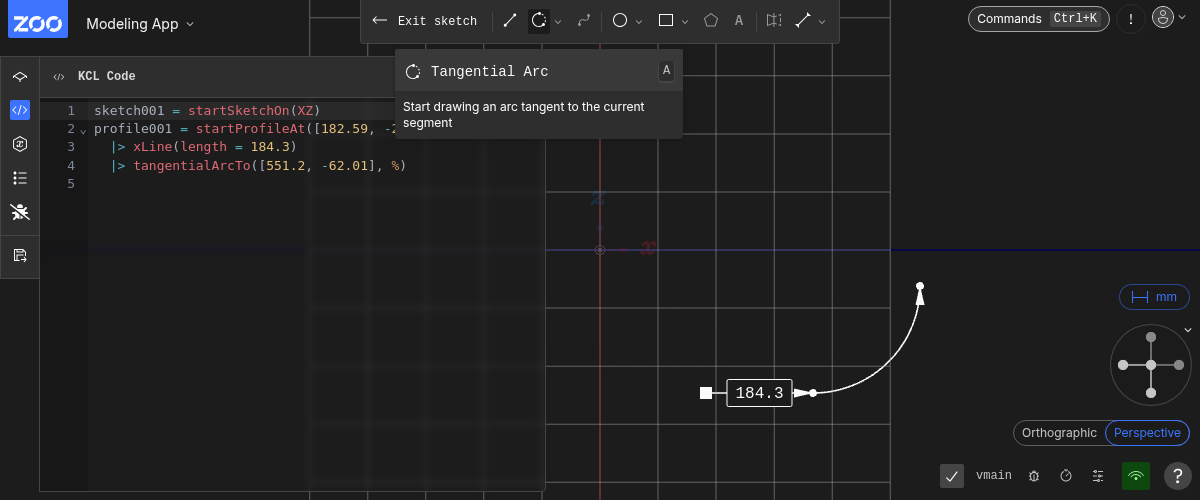 ZOO
Modeling App
Exit sketch
A
Commands Ctrl+K
!
KCL Code
Tangential Arc A
Start drawing an arc tangent to the current
segment
1 sketch001 = startSketchOn(XZ)
2 profile001 = startProfileAt([182.59, -2
3 |> xLine(length = 184.3)
4 |> tangentialArcTo([551.2, -62.01], %)
5
z
x
184.3
mm
Orthographic Perspective
vmain
?